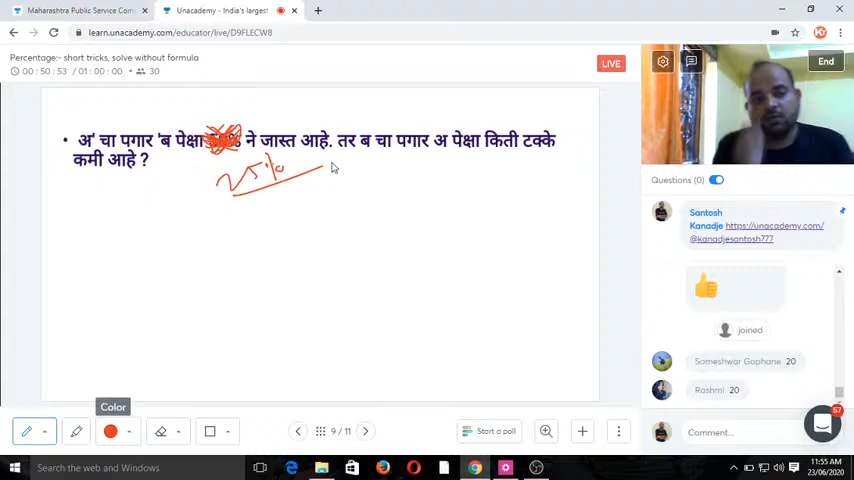 Maharashtra Public Service Com
Unacademy - India's largest
learn.unacademy.com/educator/live/D9FLECW8
Percentage:- short tricks, solve without formula
00 : 50 : 53 / 01 : 00 : 00 • 30
LIVE
End
• अ' चा पगार 'ब पेक्षा ने जास्त आहे. तर ब चा पगार अ पेक्षा किती टक्के
कमी आहे ?
25%
Questions (0)
Santosh
Kanadje https://unacademy.com/
@kanadjesantosh777
joined
Someshwar Gophane 20
Rashmi 20
57
Color
9 / 11
Start a poll
Comment...
Search the web and Windows
11:55 AM
23/06/2020